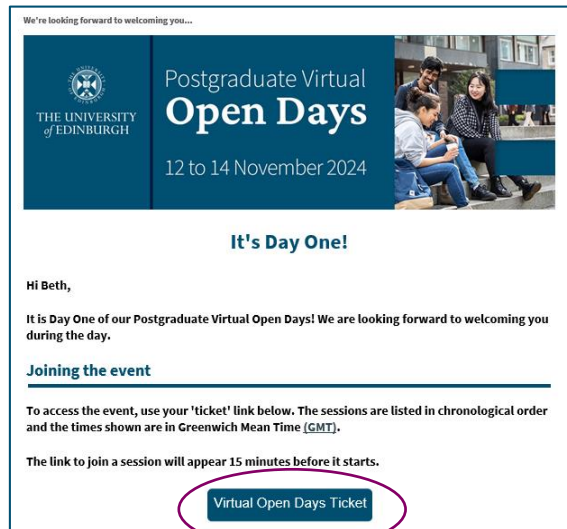 We're looking forward to welcoming you...
THE UNIVERSITY
of EDINBURGH
Postgraduate Virtual
Open Days
12 to 14 November 2024
It's Day One!
Hi Beth,
It is Day One of our Postgraduate Virtual Open Days! We are looking forward to welcoming you
during the day.
Joining the event
To access the event, use your 'ticket' link below. The sessions are listed in chronological order
and the times shown are in Greenwich Mean Time (GMT).
The link to join a session will appear 15 minutes before it starts.
Virtual Open Days Ticket